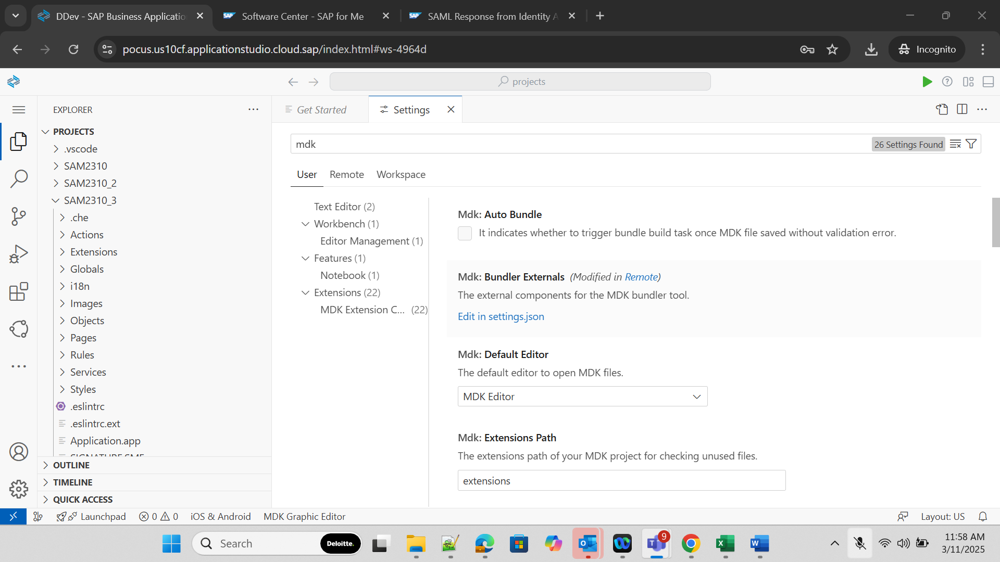 DDev - SAP Business Applicatio
Software Center - SAP for Me
SAML Response from Identity A
pocus.us10cf.applicationstudio.cloud.sap/index.html#ws-4964d
Incognito
projects
EXPLORER
Get Started
Settings
PROJECTS
.vscode
SAM2310
SAM2310_2
SAM2310_3
.che
Actions
Extensions
Globals
i18n
Images
Objects
Pages
Rules
Services
Styles
.eslintrc
.eslintrc.ext
Application.app
OUTLINE
TIMELINE
QUICK ACCESS
mdk
26 Settings Found
User Remote Workspace
Text Editor (2)
Workbench (1)
Editor Management (1)
Features (1)
Notebook (1)
Extensions (22)
MDK Extension C... (22)
Mdk: Auto Bundle
It indicates whether to trigger bundle build task once MDK file saved without validation error.
Mdk: Bundler Externals (Modified in Remote)
The external components for the MDK bundler tool.
Edit in settings.json
Mdk: Default Editor
The default editor to open MDK files.
MDK Editor
Mdk: Extensions Path
The extensions path of your MDK project for checking unused files.
extensions
Launchpad 0 0 iOS & Android MDK Graphic Editor
Layout: US
Search
Deloitte.
9
11:58 AM
3/11/2025